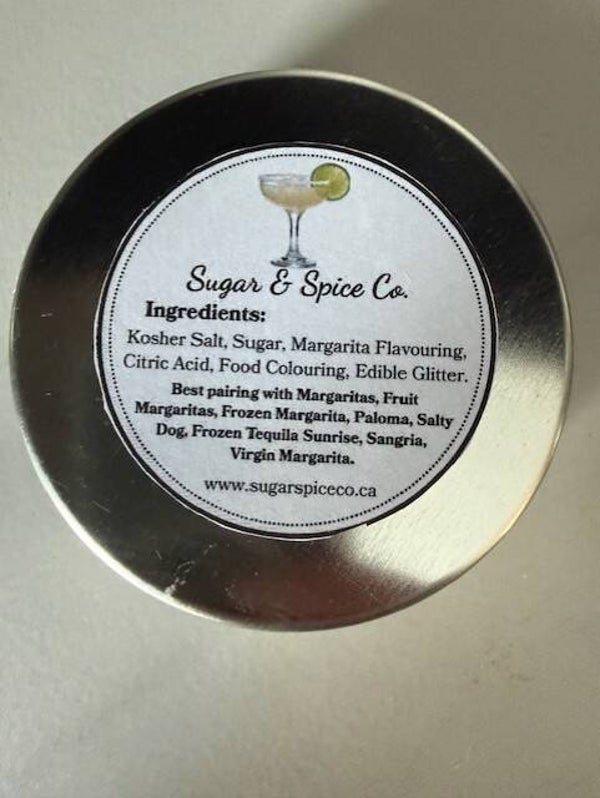 Sugar & Spice Co.
Ingredients:
Kosher Salt, Sugar, Margarita Flavouring,
Citric Acid, Food Colouring, Edible Glitter.
Best pairing with Margaritas, Fruit
Margaritas, Frozen Margarita, Paloma, Salty
Dog, Frozen Tequila Sunrise, Sangria,
Virgin Margarita.
www.sugarspiceco.ca